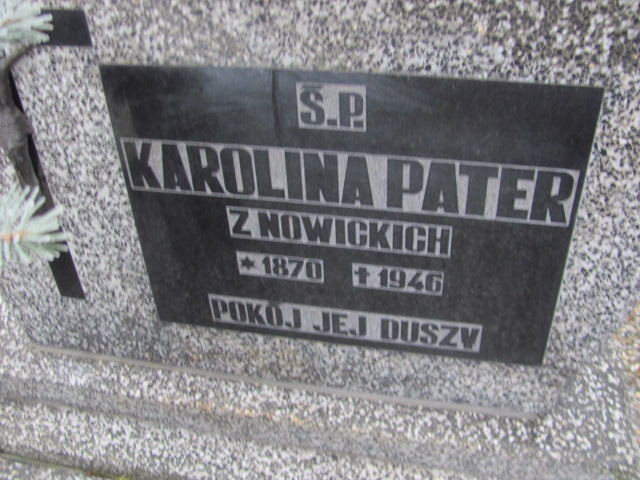 Ś.P.
KAROLINA PATER
Z NOWICKICH
* 1870 † 1946
POKÓJ JEJ DUSZY